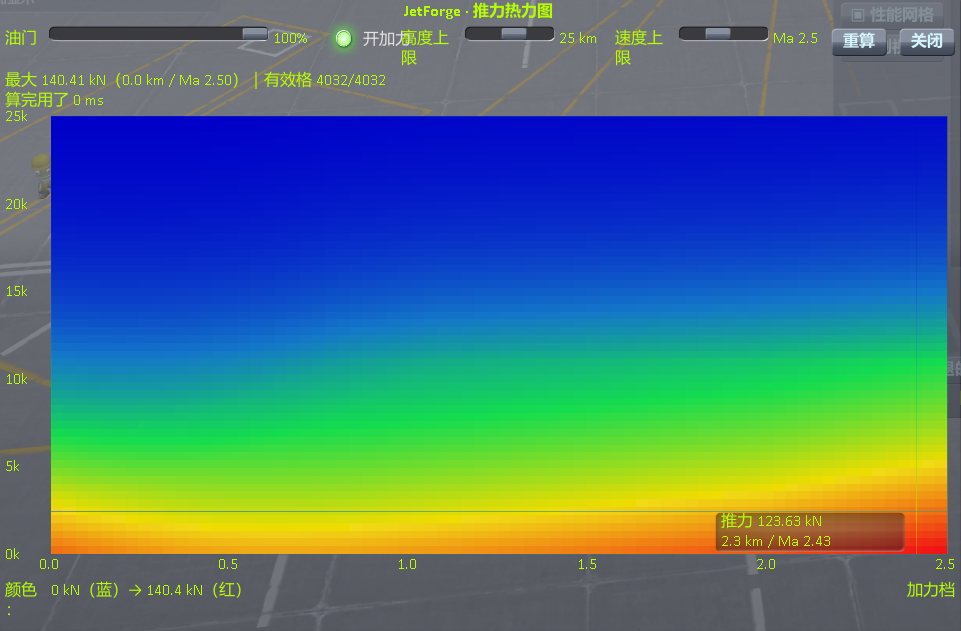 JetForge · 推力热力图
性能网格
油门
100%
开加力
高度上限
25 km
速度上限
Ma 2.5
重算
关闭
最大 140.41 kN（0.0 km / Ma 2.50）｜有效格 4032/4032
算完用了 0 ms
25k
20k
15k
10k
5k
0k
推力 123.63 kN
2.3 km / Ma 2.43
0.0 0.5 1.0 1.5 2.0 2.5
颜色： 0 kN（蓝）→ 140.4 kN（红）
加力档